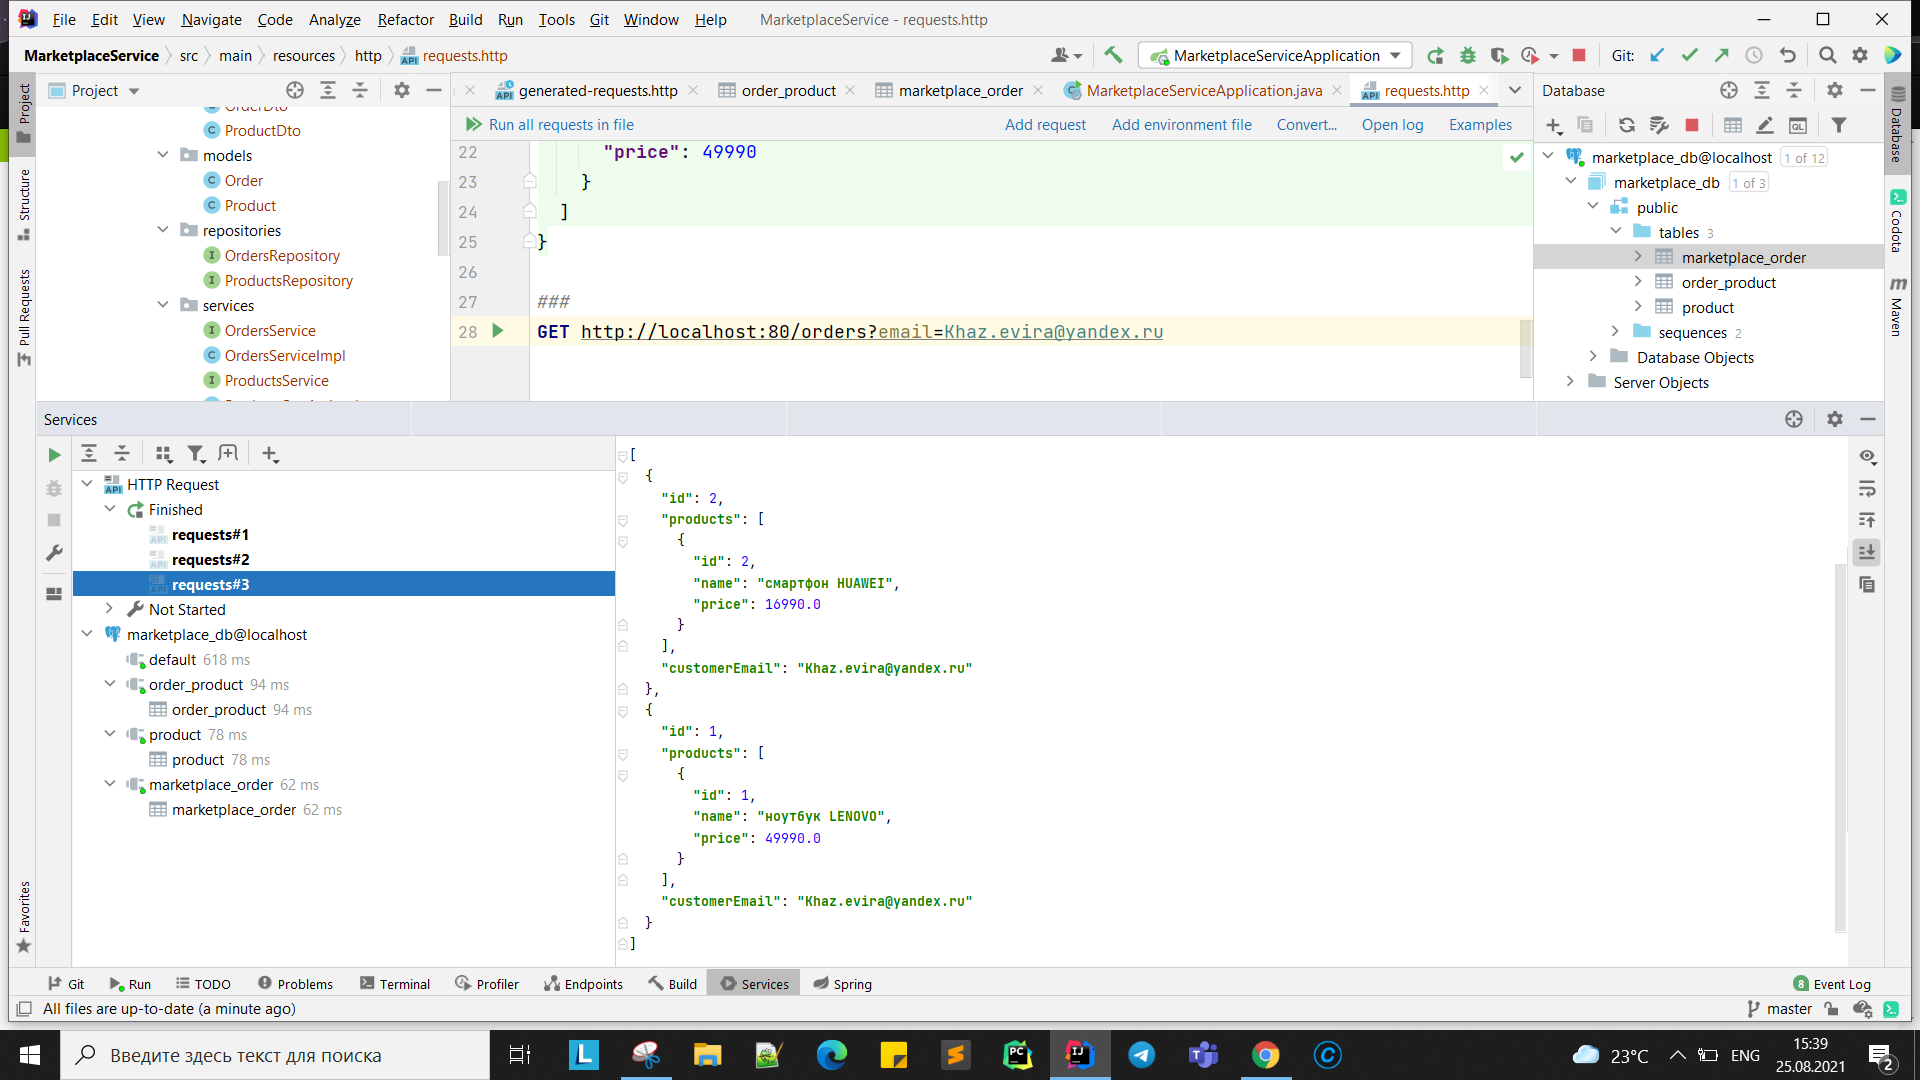 File Edit View Navigate Code Analyze Refactor Build Run Tools Git Window Help MarketplaceService - requests.http
MarketplaceService src main resources http requests.http MarketplaceServiceApplication Git:
Project
generated-requests.http order_product marketplace_order MarketplaceServiceApplication.java requests.http
Database
Project
Structure
Pull Requests
Favorites
OrderDto
ProductDto
models
Order
Product
repositories
OrdersRepository
ProductsRepository
services
OrdersService
OrdersServiceImpl
ProductsService
Run all requests in file Add request Add environment file Convert... Open log Examples
22 "price": 49990
23 }
24 ]
25 }
26
27 ###
28 GET http://localhost:80/orders?email=Khaz.evira@yandex.ru
marketplace_db@localhost 1 of 12
marketplace_db 1 of 3
public
tables 3
marketplace_order
order_product
product
sequences 2
Database Objects
Server Objects
Database
Codota
Maven
Services
HTTP Request
Finished
requests#1
requests#2
requests#3
Not Started
marketplace_db@localhost
default 618 ms
order_product 94 ms
order_product 94 ms
product 78 ms
product 78 ms
marketplace_order 62 ms
marketplace_order 62 ms
[
{
"id": 2,
"products": [
{
"id": 2,
"name": "смартфон HUAWEI",
"price": 16990.0
}
],
"customerEmail": "Khaz.evira@yandex.ru"
},
{
"id": 1,
"products": [
{
"id": 1,
"name": "ноутбук LENOVO",
"price": 49990.0
}
],
"customerEmail": "Khaz.evira@yandex.ru"
}
]
Git Run TODO Problems Terminal Profiler Endpoints Build Services Spring 8 Event Log
All files are up-to-date (a minute ago) master
Введите здесь текст для поиска
23°C ENG
15:39
25.08.2021
2